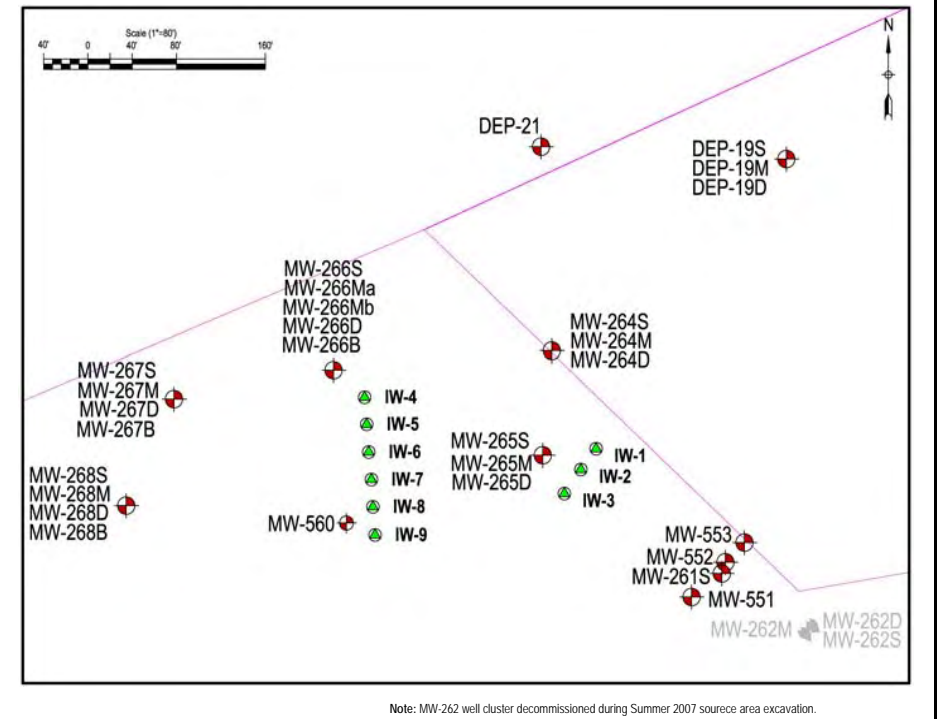 Scale (1"=80')
40' 0 40' 80' 160'
N
DEP-21
DEP-19S
DEP-19M
DEP-19D
MW-266S
MW-266Ma
MW-266Mb
MW-266D
MW-266B
MW-264S
MW-264M
MW-264D
MW-267S
MW-267M
MW-267D
MW-267B
IW-4
IW-5
IW-6
IW-7
IW-8
IW-9
MW-265S
MW-265M
MW-265D
IW-1
IW-2
IW-3
MW-268S
MW-268M
MW-268D
MW-268B
MW-560
MW-553
MW-552
MW-261S
MW-551
MW-262M
MW-262D
MW-262S
Note: MW-262 well cluster decommissioned during Summer 2007 sourece area excavation.